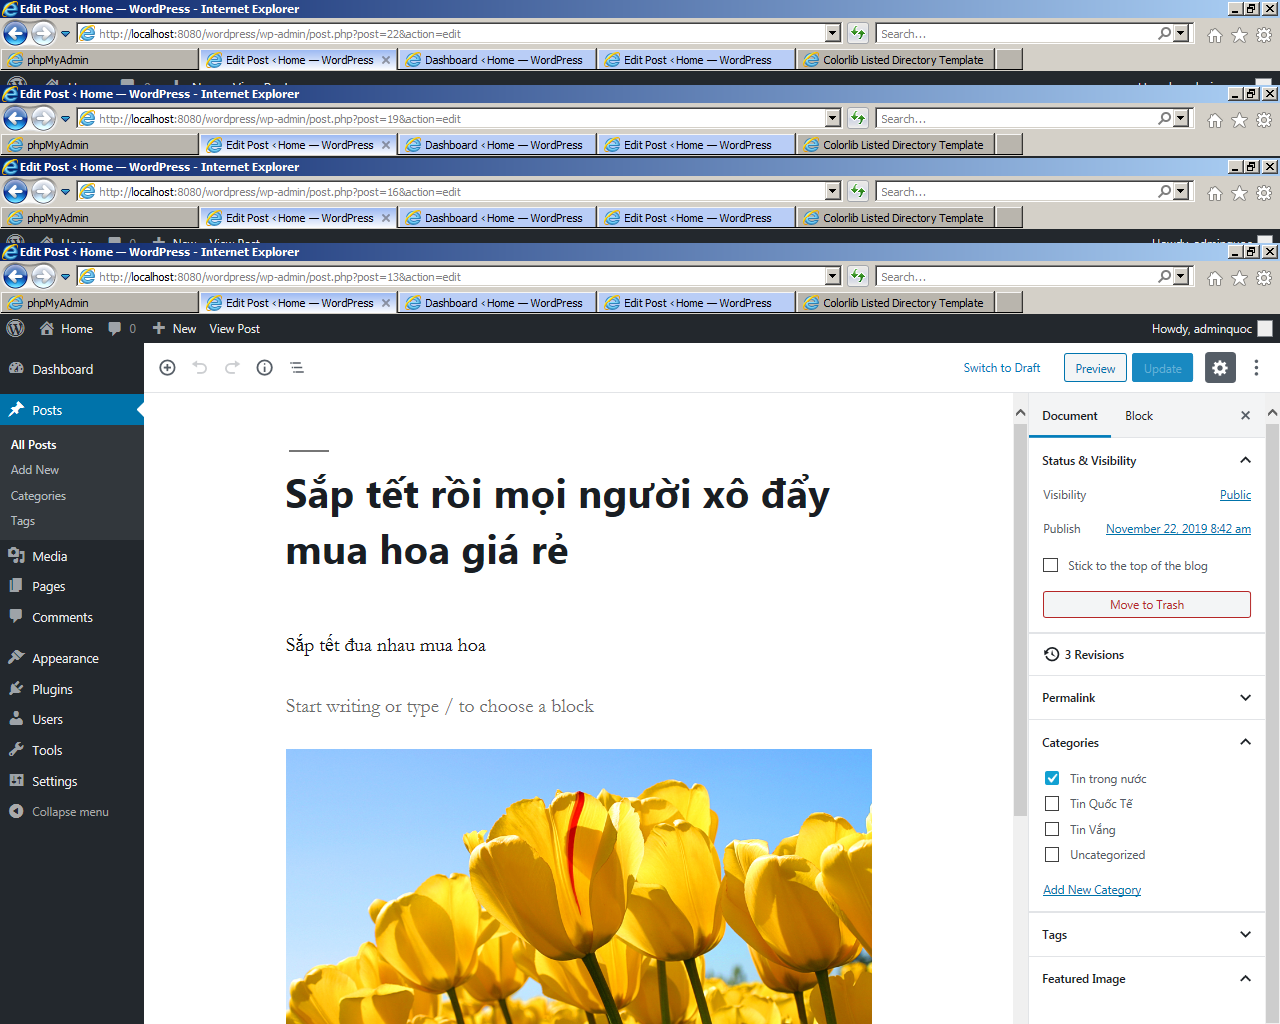 Edit Post ‹ Home — WordPress - Internet Explorer
http://localhost:8080/wordpress/wp-admin/post.php?post=22&action=edit
Search...
phpMyAdmin
Edit Post ‹ Home — WordPress
Dashboard ‹ Home — WordPress
Edit Post ‹ Home — WordPress
Colorlib Listed Directory Template
Edit Post ‹ Home — WordPress - Internet Explorer
http://localhost:8080/wordpress/wp-admin/post.php?post=19&action=edit
Search...
phpMyAdmin
Edit Post ‹ Home — WordPress
Dashboard ‹ Home — WordPress
Edit Post ‹ Home — WordPress
Colorlib Listed Directory Template
Edit Post ‹ Home — WordPress - Internet Explorer
http://localhost:8080/wordpress/wp-admin/post.php?post=16&action=edit
Search...
phpMyAdmin
Edit Post ‹ Home — WordPress
Dashboard ‹ Home — WordPress
Edit Post ‹ Home — WordPress
Colorlib Listed Directory Template
Home 0 New View Post
Howdy, adminquoc
Edit Post ‹ Home — WordPress - Internet Explorer
http://localhost:8080/wordpress/wp-admin/post.php?post=13&action=edit
Search...
phpMyAdmin
Edit Post ‹ Home — WordPress
Dashboard ‹ Home — WordPress
Edit Post ‹ Home — WordPress
Colorlib Listed Directory Template
Home 0 New View Post
Howdy, adminquoc
Dashboard
Posts
All Posts
Add New
Categories
Tags
Media
Pages
Comments
Appearance
Plugins
Users
Tools
Settings
Collapse menu
Switch to Draft
Preview
Update
Sắp tết rồi mọi người xô đẩy
mua hoa giá rẻ
Sắp tết đua nhau mua hoa
Start writing or type / to choose a block
Document
Block
Status & Visibility
Visibility
Public
Publish
November 22, 2019 8:42 am
Stick to the top of the blog
Move to Trash
3 Revisions
Permalink
Categories
Tin trong nước
Tin Quốc Tế
Tin Vắng
Uncategorized
Add New Category
Tags
Featured Image